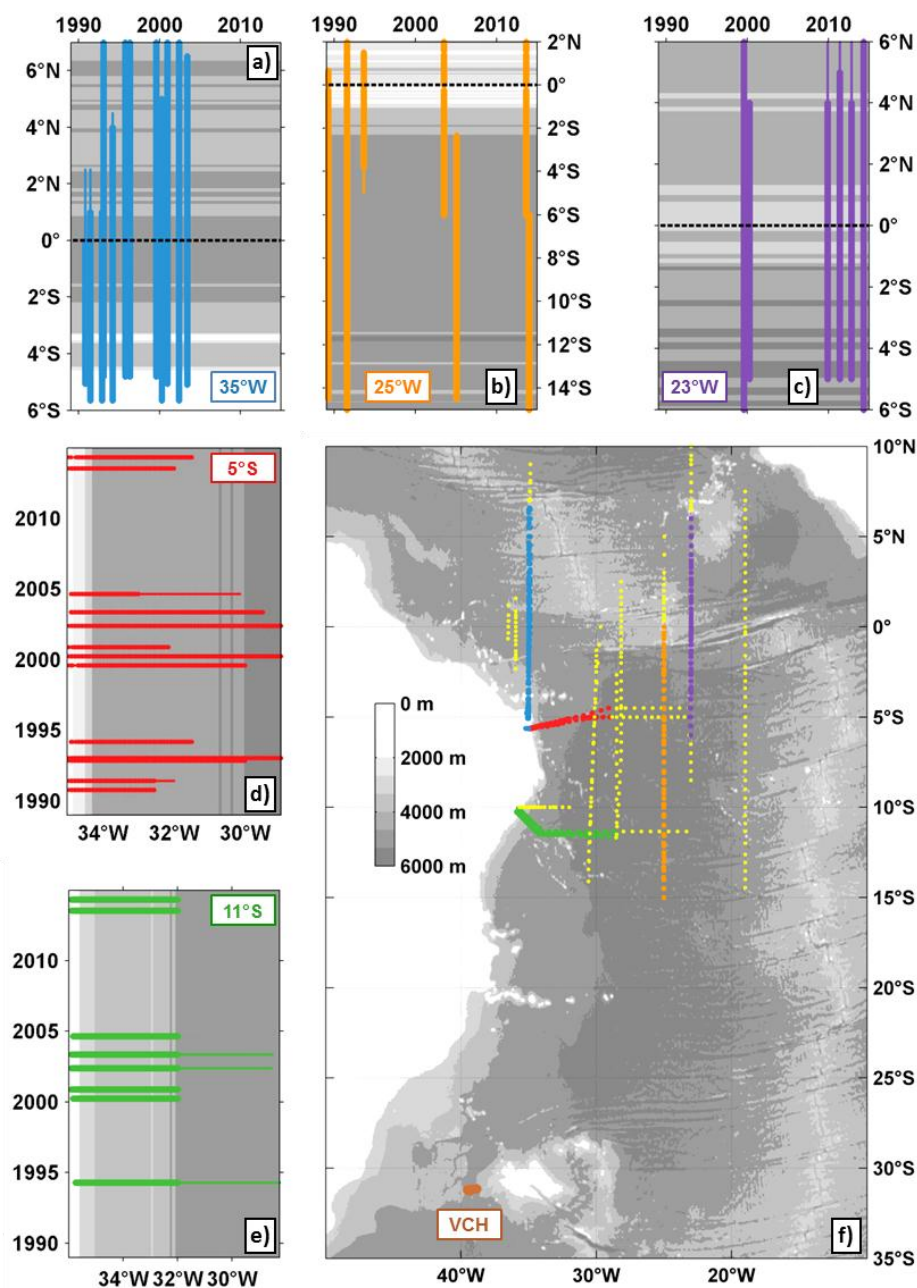 1990 2000 2010
6°N
4°N
2°N
0°
2°S
4°S
6°S
a)
35°W
1990 2000 2010
2°N
0°
2°S
4°S
6°S
8°S
10°S
12°S
14°S
25°W
b)
1990 2000 2010
6°N
4°N
2°N
0°
2°S
4°S
6°S
23°W
c)
5°S
2010
2005
2000
1995
1990
d)
34°W 32°W 30°W
11°S
2010
2005
2000
1995
1990
e)
34°W 32°W 30°W
10°N
5°N
0°
5°S
10°S
15°S
20°S
25°S
30°S
35°S
0 m
2000 m
4000 m
6000 m
VCH
f)
40°W 30°W 20°W